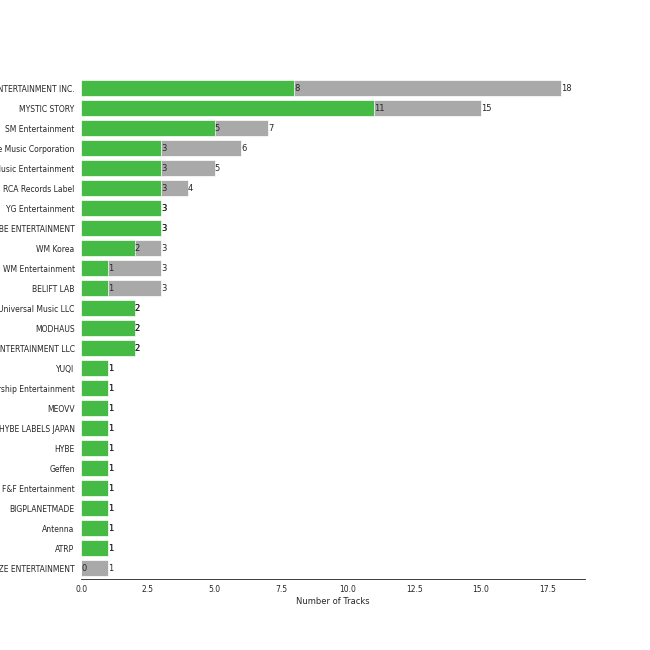 NTERTAINMENT INC. 8 18
MYSTIC STORY 11 15
SM Entertainment 5 7
e Music Corporation 3 6
usic Entertainment 3 5
RCA Records Label 3 4
YG Entertainment 3
BE ENTERTAINMENT 3
WM Korea 2 3
WM Entertainment 1 3
BELIFT LAB 1 3
Universal Music LLC 2
MODHAUS 2
NTERTAINMENT LLC 2
YUQI 1
rship Entertainment 1
MEOVV 1
HYBE LABELS JAPAN 1
HYBE 1
Geffen 1
F&F Entertainment 1
BIGPLANETMADE 1
Antenna 1
ATRP 1
ZE ENTERTAINMENT 0 1
0.0 2.5 5.0 7.5 10.0 12.5 15.0 17.5
Number of Tracks